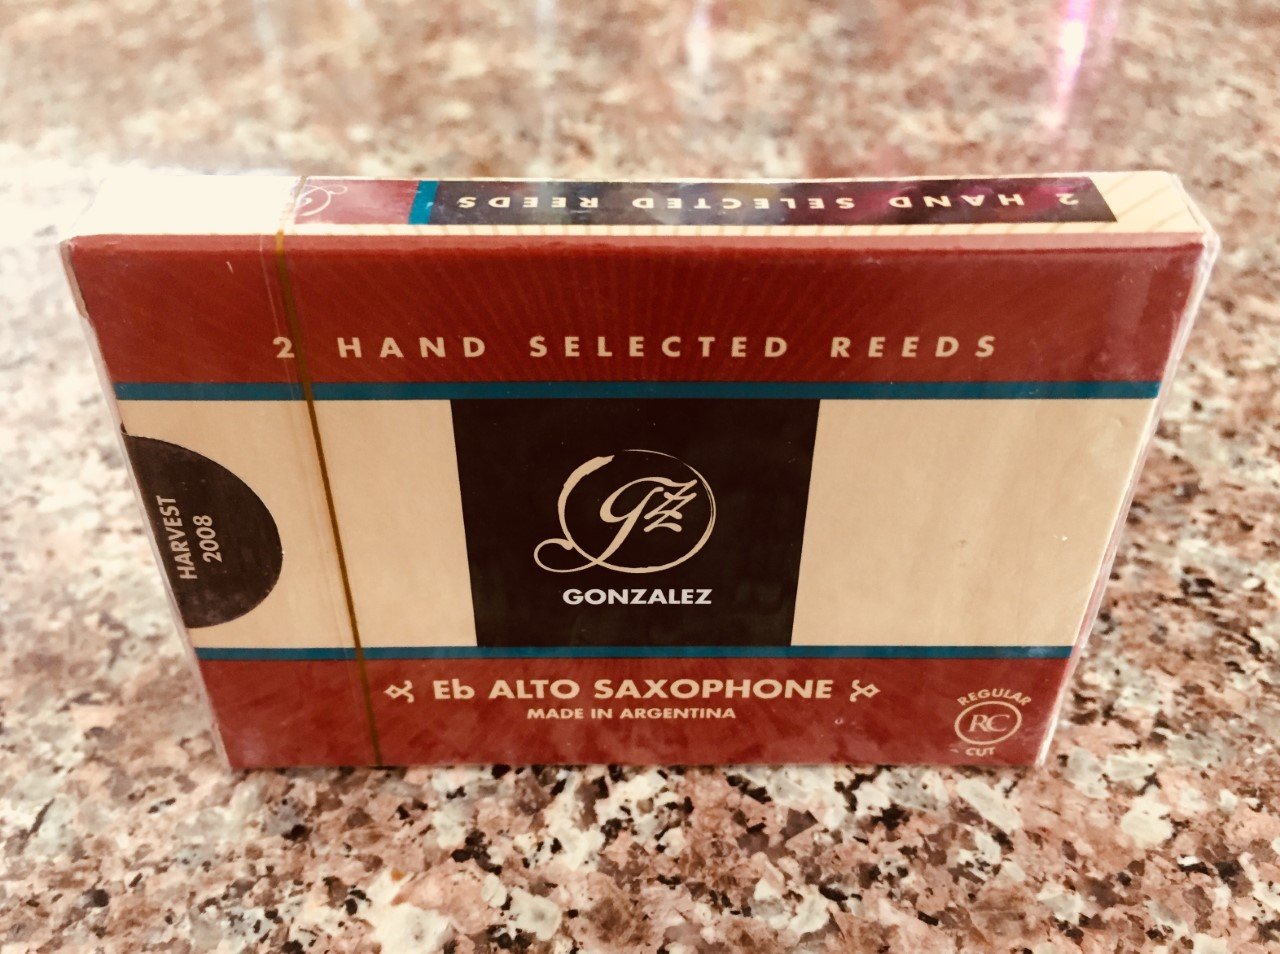 2 HAND SELECTED REEDS
2 HAND SELECTED REEDS
HARVEST
2008
gzz
GONZALEZ
Eb ALTO SAXOPHONE
MADE IN ARGENTINA
REGULAR
RC
CUT